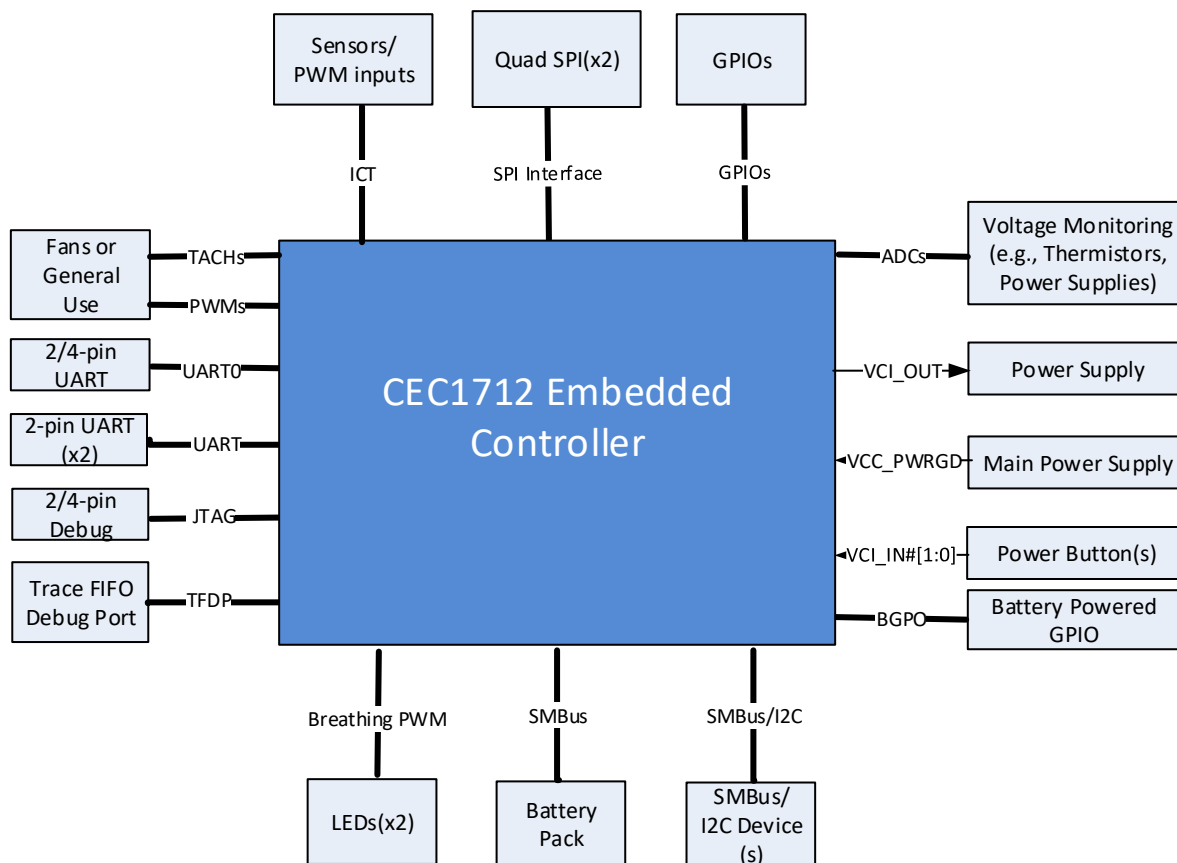 Sensors/
PWM inputs
Quad SPI(x2)
GPIOs
ICT
SPI Interface
GPIOs
Fans or
General
Use
TACHs
PWMs
2/4-pin
UART
UART0
2-pin UART
(x2)
UART
2/4-pin
Debug
JTAG
Trace FIFO
Debug Port
TFDP
CEC1712 Embedded
Controller
ADCs
Voltage Monitoring
(e.g., Thermistors,
Power Supplies)
VCI_OUT
Power Supply
VCC_PWRGD
Main Power Supply
VCI_IN#[1:0]
Power Button(s)
BGPO
Battery Powered
GPIO
Breathing PWM
SMBus
SMBus/I2C
LEDs(x2)
Battery
Pack
SMBus/
I2C Device
(s)